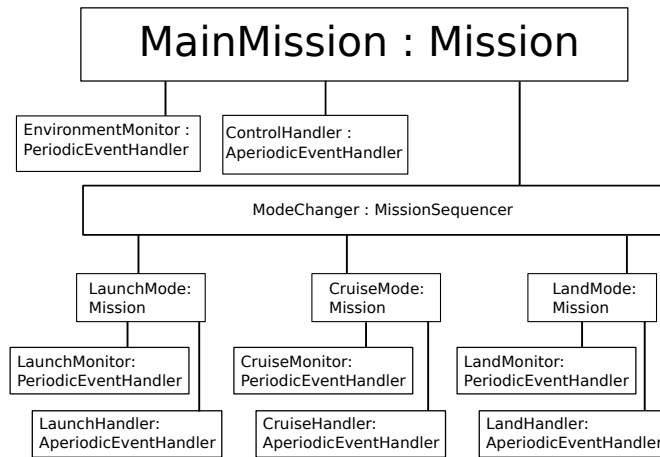 MainMission : Mission
EnvironmentMonitor :
PeriodicEventHandler
ControlHandler :
AperiodicEventHandler
ModeChanger : MissionSequencer
LaunchMode:
Mission
CruiseMode:
Mission
LandMode:
Mission
LaunchMonitor:
PeriodicEventHandler
CruiseMonitor:
PeriodicEventHandler
LandMonitor:
PeriodicEventHandler
LaunchHandler:
AperiodicEventHandler
CruiseHandler:
AperiodicEventHandler
LandHandler:
AperiodicEventHandler